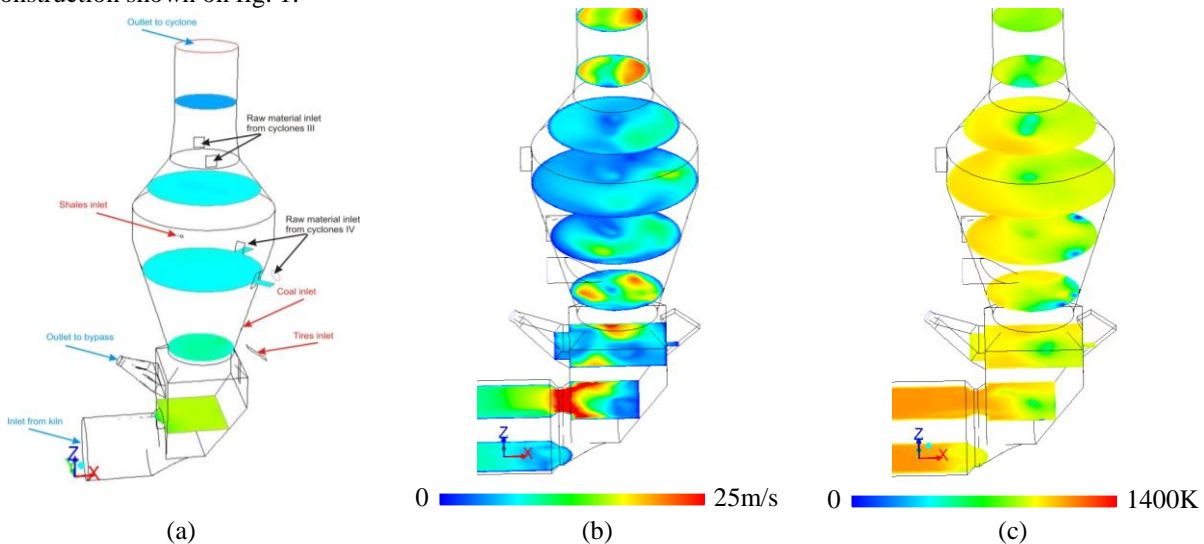 onstruction shown on fig. 1.
Outlet to cyclone
Raw material inlet
from cyclones III
Shales inlet
Raw material inlet
from cyclones IV
Coal inlet
Outlet to bypass
Tires inlet
Inlet from kiln
Z
Y
X
(a)
Z
X
0
25m/s
(b)
Z
X
0
1400K
(c)